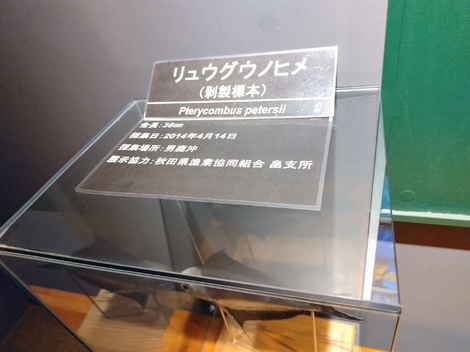 リュウグウノヒメ
(剥製標本)
Pterycombus petersii
全長:36cm
採集日:2014年4月14日
採集場所:男鹿沖
展示協力:秋田県漁業協同組合 畠支所